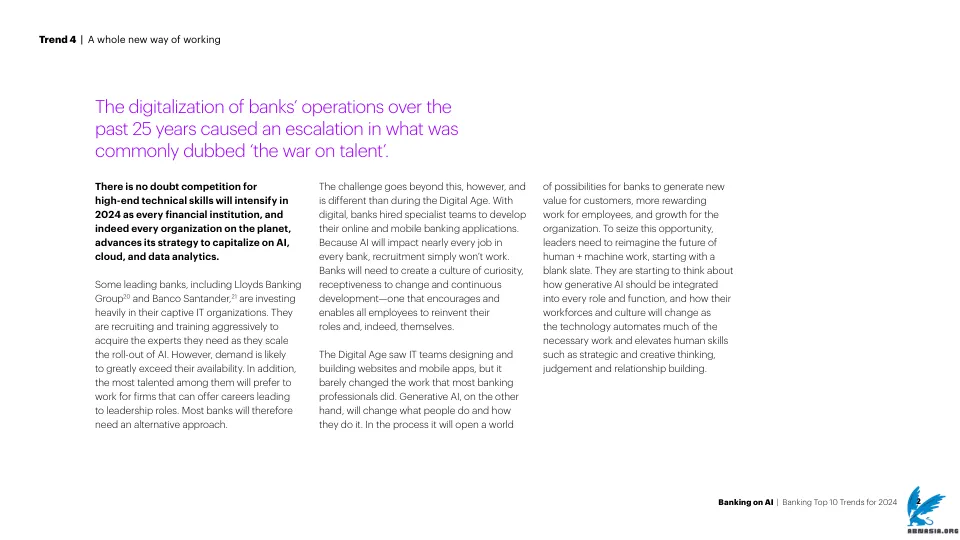 Trend 4 | A whole new way of working
The digitalization of banks' operations over the
past 25 years caused an escalation in what was
commonly dubbed 'the war on talent'.
There is no doubt competition for
high-end technical skills will intensify in
2024 as every financial institution, and
indeed every organization on the planet,
advances its strategy to capitalize on AI,
cloud, and data analytics.
Some leading banks, including Lloyds Banking
Group20 and Banco Santander,21 are investing
heavily in their captive IT organizations. They
are recruiting and training aggressively to
acquire the experts they need as they scale
the roll-out of AI. However, demand is likely
to greatly exceed their availability. In addition,
the most talented among them will prefer to
work for firms that can offer careers leading
to leadership roles. Most banks will therefore
need an alternative approach.
The challenge goes beyond this, however, and
is different than during the Digital Age. With
digital, banks hired specialist teams to develop
their online and mobile banking applications.
Because AI will impact nearly every job in
every bank, recruitment simply won't work.
Banks will need to create a culture of curiosity,
receptiveness to change and continuous
development—one that encourages and
enables all employees to reinvent their
roles and, indeed, themselves.
The Digital Age saw IT teams designing and
building websites and mobile apps, but it
barely changed the work that most banking
professionals did. Generative AI, on the other
hand, will change what people do and how
they do it. In the process it will open a world
of possibilities for banks to generate new
value for customers, more rewarding
work for employees, and growth for the
organization. To seize this opportunity,
leaders need to reimagine the future of
human + machine work, starting with a
blank slate. They are starting to think about
how generative AI should be integrated
into every role and function, and how their
workforces and culture will change as
the technology automates much of the
necessary work and elevates human skills
such as strategic and creative thinking,
judgement and relationship building.
Banking on AI | Banking Top 10 Trends for 2024
ABMASIA.ORG